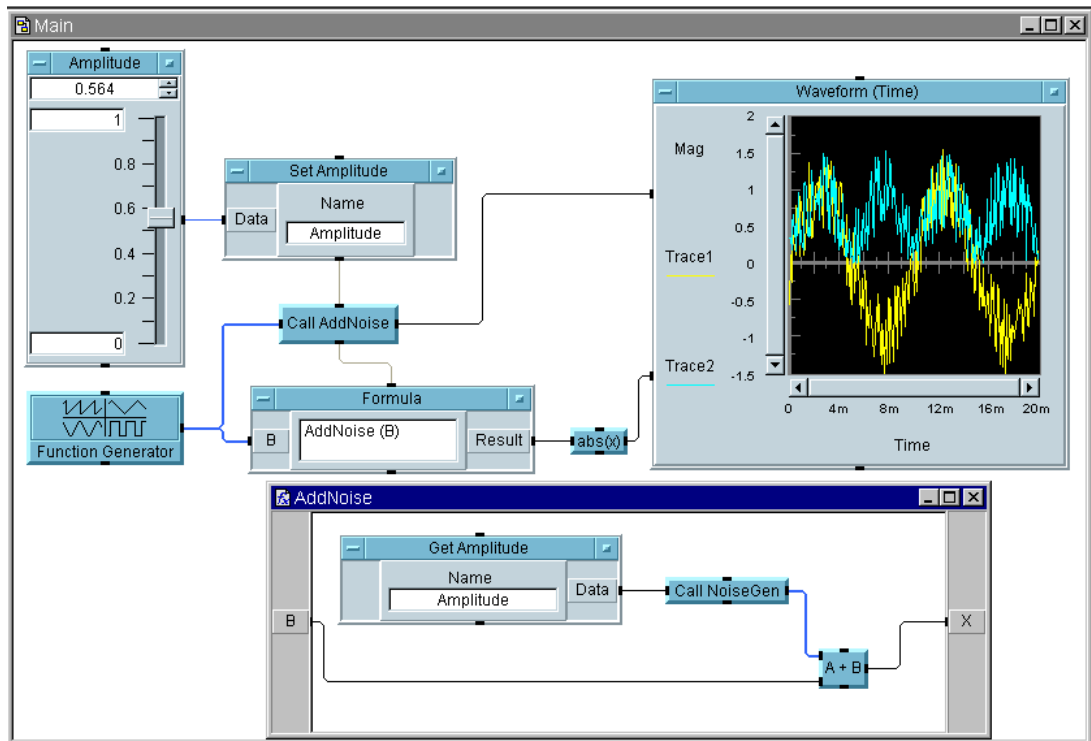 Main
Amplitude
0.564
1
0.8
0.6
0.4
0.2
0
Set Amplitude
Data
Name
Amplitude
Call AddNoise
Function Generator
Formula
B
AddNoise (B)
Result
abs(x)
Waveform (Time)
Mag
Trace1
Trace2
2
1.5
1
0.5
0
-0.5
-1
-1.5
0 4m 8m 12m 16m 20m
Time
AddNoise
B
Get Amplitude
Name
Amplitude
Data
Call NoiseGen
A + B
X